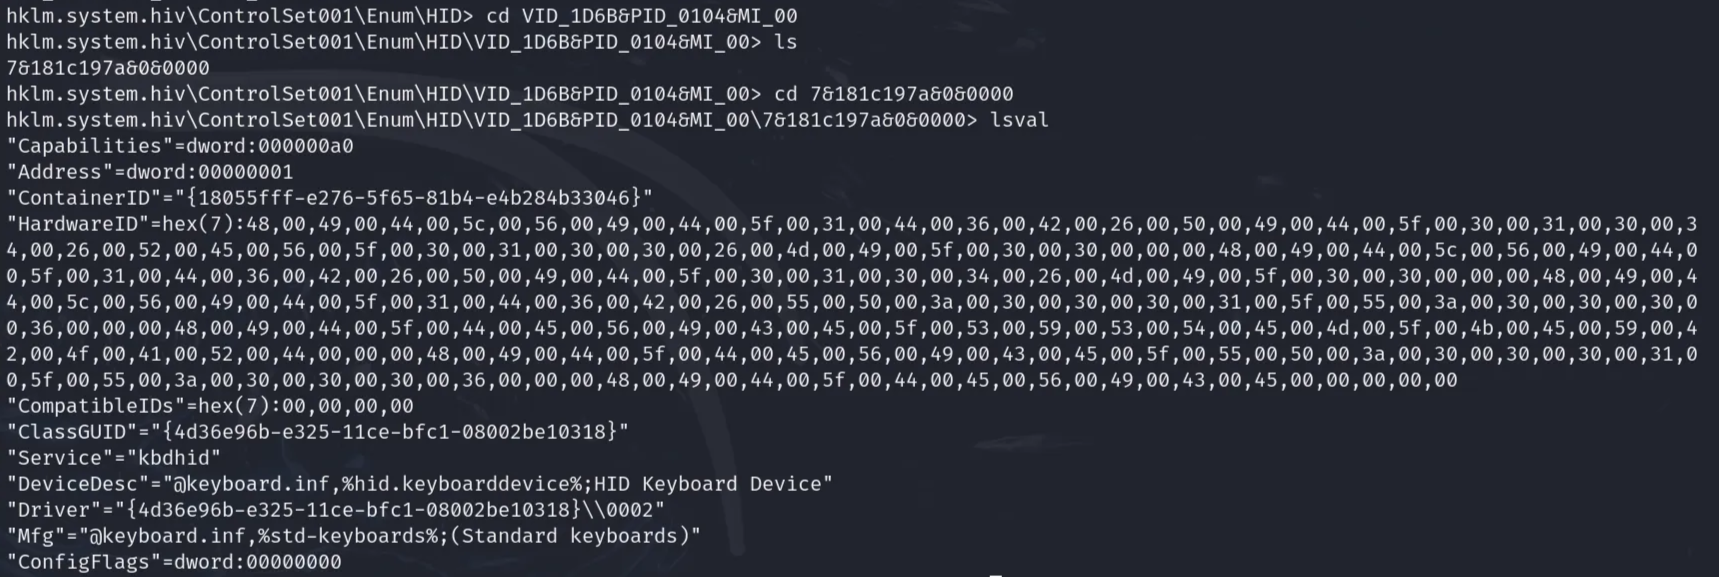 hklm.system.hiv\ControlSet001\Enum\HID> cd VID_1D6B&PID_0104&MI_00
hklm.system.hiv\ControlSet001\Enum\HID\VID_1D6B&PID_0104&MI_00> ls
7&181c197a&0&0000
hklm.system.hiv\ControlSet001\Enum\HID\VID_1D6B&PID_0104&MI_00> cd 7&181c197a&0&0000
hklm.system.hiv\ControlSet001\Enum\HID\VID_1D6B&PID_0104&MI_00\7&181c197a&0&0000> lsval
"Capabilities"=dword:000000a0
"Address"=dword:00000001
"ContainerID"="{18055fff-e276-5f65-81b4-e4b284b33046}"
"HardwareID"=hex(7):48,00,49,00,44,00,5c,00,56,00,49,00,44,00,5f,00,31,00,44,00,36,00,42,00,26,00,50,00,49,00,44,00,5f,00,30,00,31,00,30,00,3
4,00,26,00,52,00,45,00,56,00,5f,00,30,00,31,00,30,00,30,00,26,00,4d,00,49,00,5f,00,30,00,30,00,00,00,48,00,49,00,44,00,5c,00,56,00,49,00,44,0
0,5f,00,31,00,44,00,36,00,42,00,26,00,50,00,49,00,44,00,5f,00,30,00,31,00,30,00,34,00,26,00,4d,00,49,00,5f,00,30,00,30,00,00,00,48,00,49,00,4
4,00,5c,00,56,00,49,00,44,00,5f,00,31,00,44,00,36,00,42,00,26,00,55,00,50,00,3a,00,30,00,30,00,30,00,31,00,5f,00,55,00,3a,00,30,00,30,00,30,0
0,36,00,00,00,48,00,49,00,44,00,5f,00,44,00,45,00,56,00,49,00,43,00,45,00,5f,00,53,00,59,00,53,00,54,00,45,00,4d,00,5f,00,4b,00,45,00,59,00,4
2,00,4f,00,41,00,52,00,44,00,00,00,48,00,49,00,44,00,5f,00,44,00,45,00,56,00,49,00,43,00,45,00,5f,00,55,00,50,00,3a,00,30,00,30,00,30,00,31,0
0,5f,00,55,00,3a,00,30,00,30,00,30,00,36,00,00,00,48,00,49,00,44,00,5f,00,44,00,45,00,56,00,49,00,43,00,45,00,00,00,00,00
"CompatibleIDs"=hex(7):00,00,00,00
"ClassGUID"="{4d36e96b-e325-11ce-bfc1-08002be10318}"
"Service"="kbdhid"
"DeviceDesc"="@keyboard.inf,%hid.keyboarddevice%;HID Keyboard Device"
"Driver"="{4d36e96b-e325-11ce-bfc1-08002be10318}\\0002"
"Mfg"="@keyboard.inf,%std-keyboards%;(Standard keyboards)"
"ConfigFlags"=dword:00000000